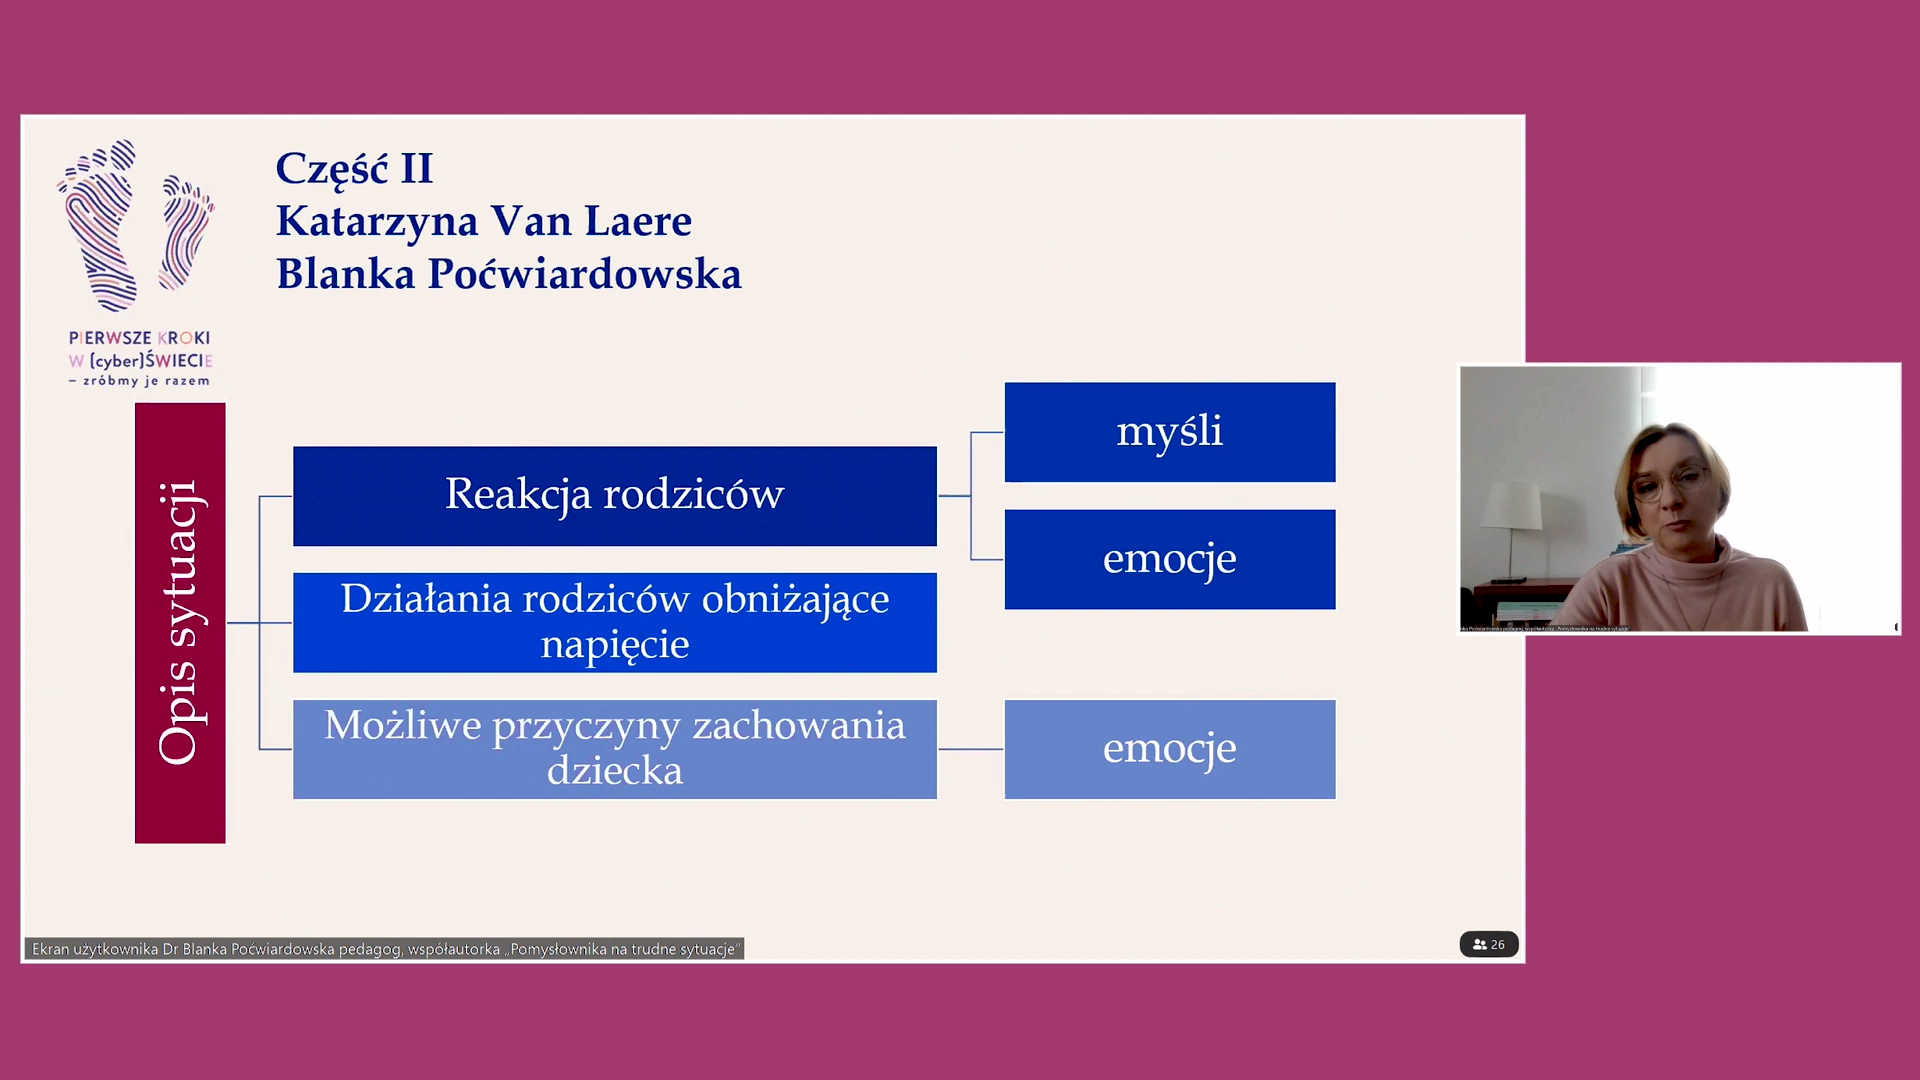 Część II
Katarzyna Van Laere
Blanka Poćwiardowska
PIERWSZE KROKI
W [cyber]ŚWIECIE
– zróbmy je razem
Opis sytuacji
Reakcja rodziców
myśli
emocje
Działania rodziców obniżające
napięcie
Możliwe przyczyny zachowania
dziecka
emocje
Ekran użytkownika Dr Blanka Poćwiardowska pedagog, współautorka „Pomysłownika na trudne sytuacje”
26